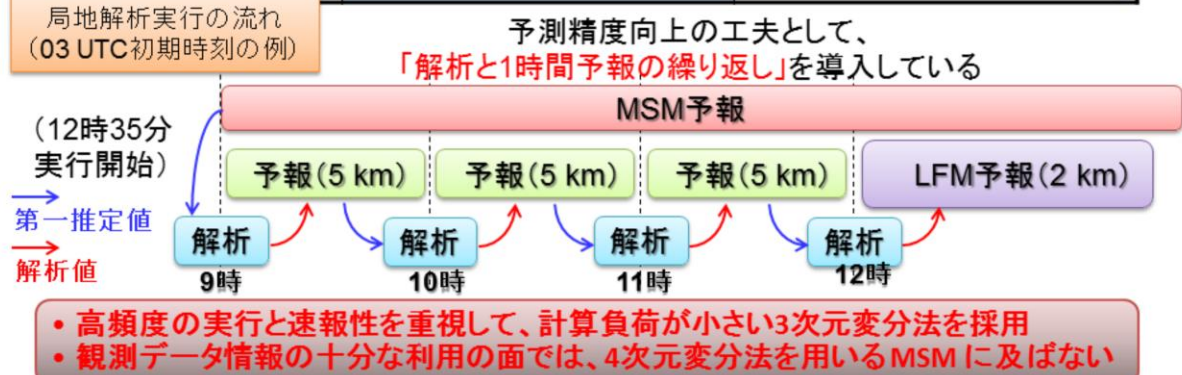 局地解析実行の流れ
（03 UTC初期時刻の例）
予測精度向上の工夫として、
「解析と1時間予報の繰り返し」を導入している
MSM予報
（12時35分
実行開始）
予報（5 km）
予報（5 km）
予報（5 km）
LFM予報（2 km）
第一推定値
解析値
解析
解析
解析
解析
9時
10時
11時
12時
• 高頻度の実行と速報性を重視して、計算負荷が小さい3次元変分法を採用
• 観測データ情報の十分な利用の面では、4次元変分法を用いるMSM に及ばない